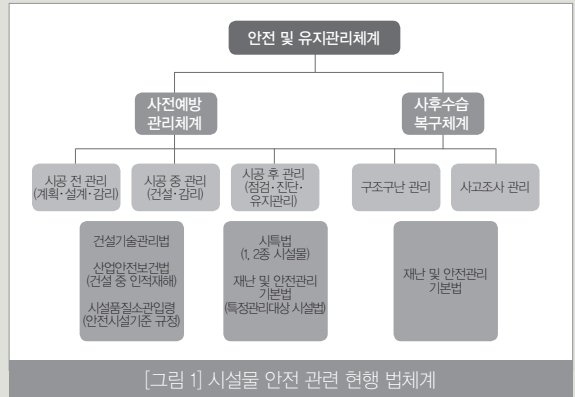 안전 및 유지관리체계
사전예방
관리체계
사후수습
복구체계
시공 전 관리
(계획·설계·감리)
시공 중 관리
(건설·감리)
시공 후 관리
(점검·진단·
유지관리)
구조구난 관리
사고조사 관리
건설기술관리법
산업안전보건법
(건설 중 인적재해)
시설품질소관입령
(안전시설기준 규정)
시특법
(1, 2종 시설물)
재난 및 안전관리
기본법
(특정관리대상 시설법)
재난 및 안전관리
기본법
[그림 1] 시설물 안전 관련 현행 법체계